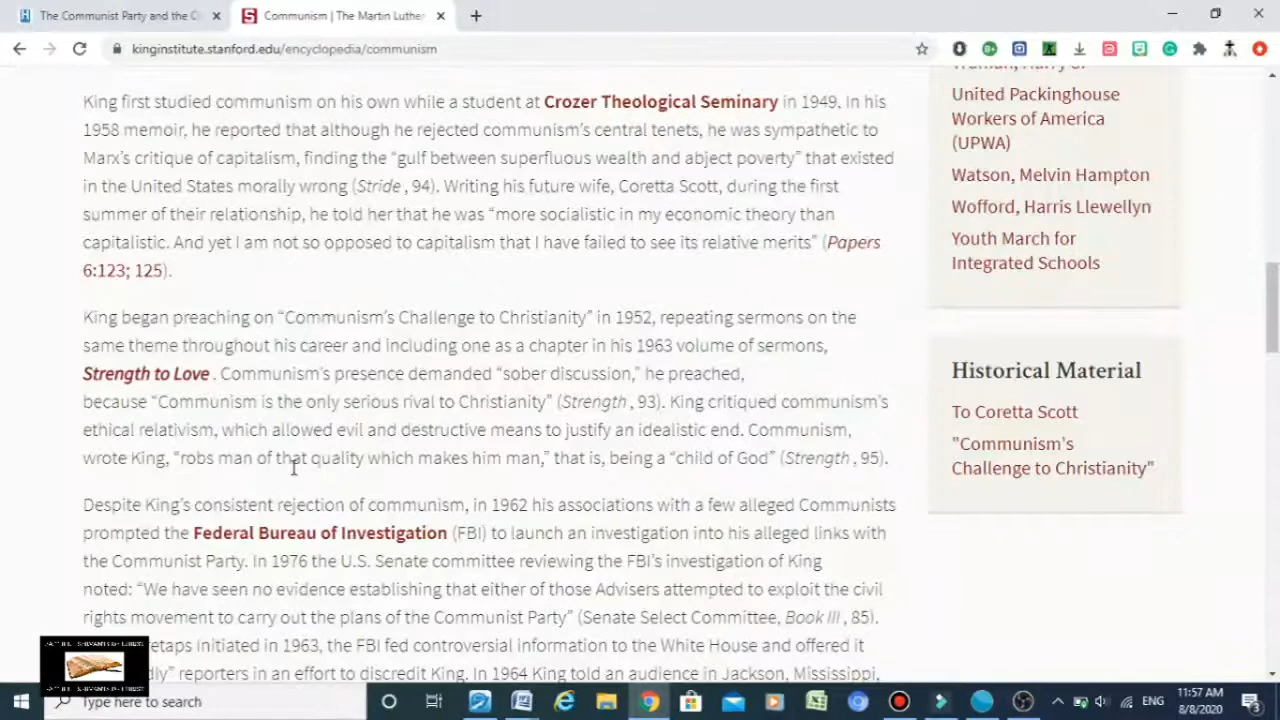 The Communist Party and the C
Communism | The Martin Luther
kinginstitute.stanford.edu/encyclopedia/communism
King first studied communism on his own while a student at Crozer Theological Seminary in 1949. In his
1958 memoir, he reported that although he rejected communism's central tenets, he was sympathetic to
Marx's critique of capitalism, finding the “gulf between superfluous wealth and abject poverty” that existed
in the United States morally wrong (Stride, 94). Writing his future wife, Coretta Scott, during the first
summer of their relationship, he told her that he was “more socialistic in my economic theory than
capitalistic. And yet I am not so opposed to capitalism that I have failed to see its relative merits” (Papers
6:123; 125).
King began preaching on “Communism's Challenge to Christianity” in 1952, repeating sermons on the
same theme throughout his career and including one as a chapter in his 1963 volume of sermons,
Strength to Love. Communism's presence demanded “sober discussion,” he preached,
because “Communism is the only serious rival to Christianity” (Strength, 93). King critiqued communism's
ethical relativism, which allowed evil and destructive means to justify an idealistic end. Communism,
wrote King, “robs man of that quality which makes him man,” that is, being a “child of God” (Strength, 95).
Despite King's consistent rejection of communism, in 1962 his associations with a few alleged Communists
prompted the Federal Bureau of Investigation (FBI) to launch an investigation into his alleged links with
the Communist Party. In 1976 the U.S. Senate committee reviewing the FBI's investigation of King
noted: “We have seen no evidence establishing that either of those Advisers attempted to exploit the civil
rights movement to carry out the plans of the Communist Party” (Senate Select Committee, Book III, 85).
retaps initiated in 1963, the FBI fed controversial information to the White House and offered it
dly” reporters in an effort to discredit King. In 1964 King told an audience in Jackson, Mississippi,
United Packinghouse
Workers of America
(UPWA)
Watson, Melvin Hampton
Wofford, Harris Llewellyn
Youth March for
Integrated Schools
Historical Material
To Coretta Scott
"Communism's
Challenge to Christianity"
Type here to search
ENG
11:57 AM
8/8/2020
3